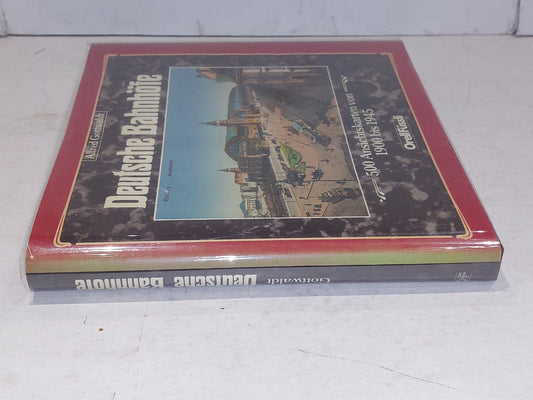 Alfred Gottwaldt
Deutsche Bahnhöfe
500 Ansichtskarten von
1900 bis 1945
Orell Füssli
Gottwaldt Deutsche Bahnhöfe